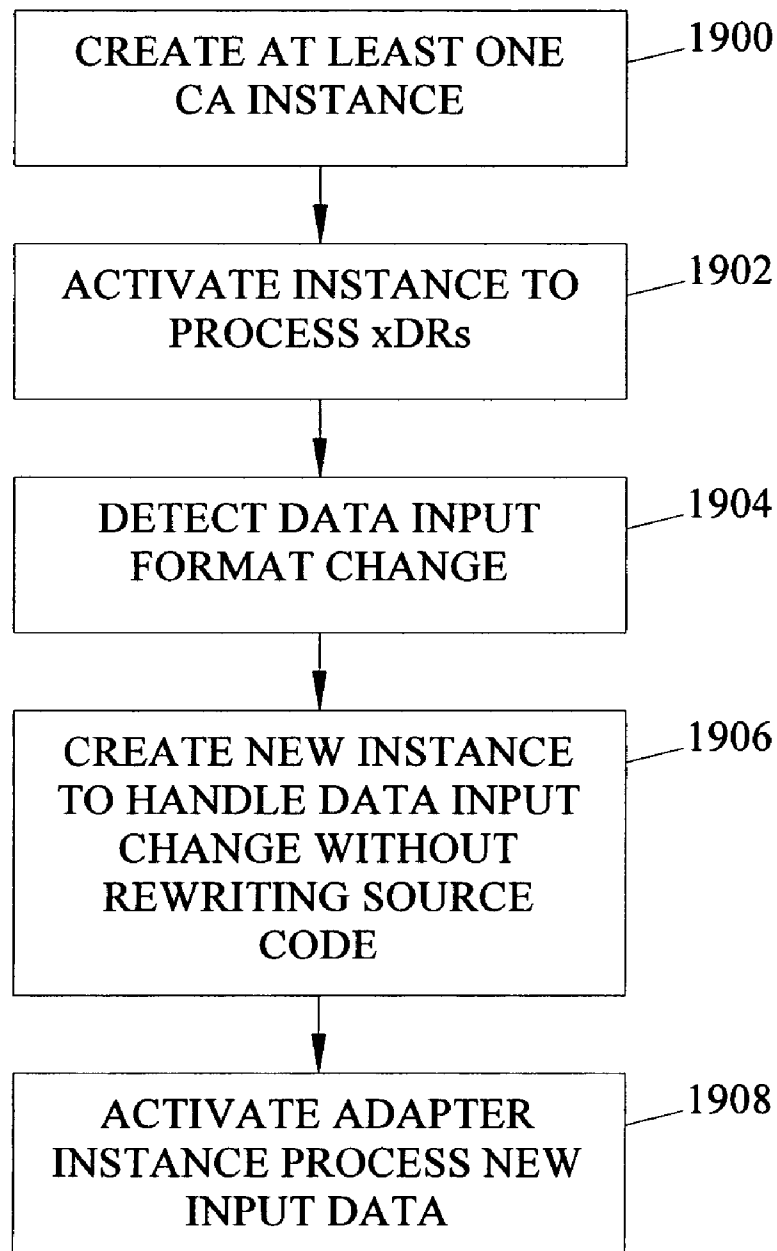 CREATE AT LEAST ONE
CA INSTANCE
1900
ACTIVATE INSTANCE TO
PROCESS xDRs
1902
DETECT DATA INPUT
FORMAT CHANGE
1904
CREATE NEW INSTANCE
TO HANDLE DATA INPUT
CHANGE WITHOUT
REWRITING SOURCE
CODE
1906
ACTIVATE ADAPTER
INSTANCE PROCESS NEW
INPUT DATA
1908